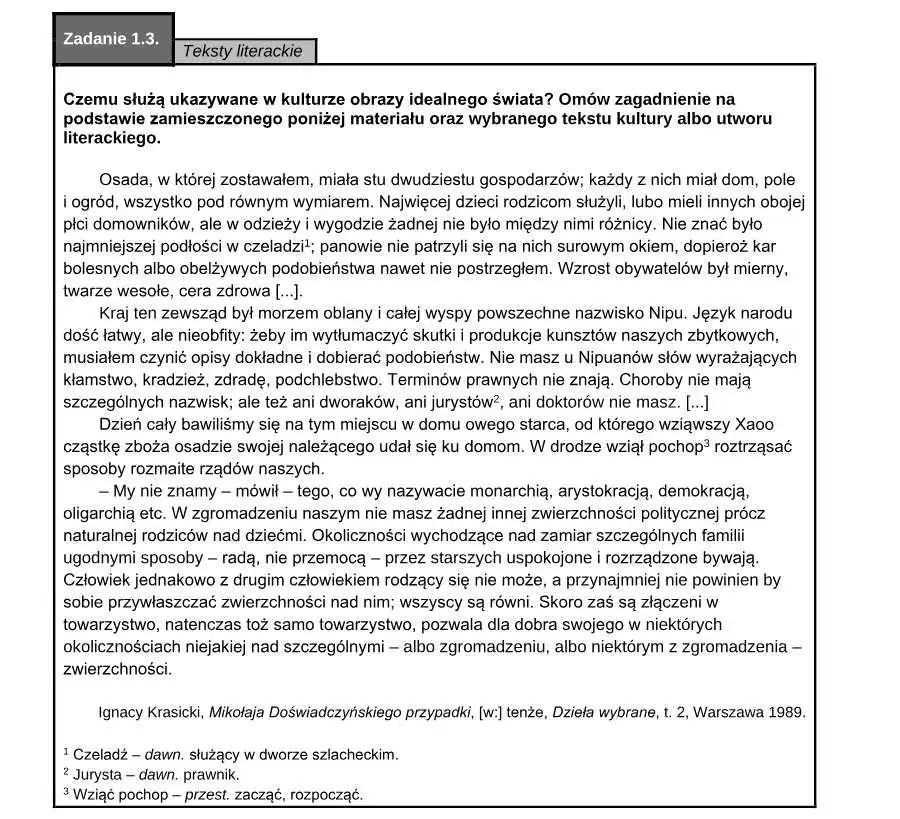 Zadanie 1.3.
Teksty literackie
Czemu służą ukazywane w kulturze obrazy idealnego świata? Omów zagadnienie na
podstawie zamieszczonego poniżej materiału oraz wybranego tekstu kultury albo utworu
literackiego.
Osada, w której zostawałem, miała stu dwudziestu gospodarzów; każdy z nich miał dom, pole
i ogród, wszystko pod równym wymiarem. Najwięcej dzieci rodzicom służyli, lubo mieli innych obojej
płci domowników, ale w odzieży i wygodzie żadnej nie było między nimi różnicy. Nie znać było
najmniejszej podłości w czeladzi¹; panowie nie patrzyli się na nich surowym okiem, dopieroż kar
bolesnych albo obelżywych podobieństwa nawet nie postrzegłem. Wzrost obywatelów był mierny,
twarze wesołe, cera zdrowa [...].
Kraj ten zewsząd był morzem oblany i całej wyspy powszechne nazwisko Nipu. Język narodu
dość łatwy, ale nieobfity: żeby im wytłumaczyć skutki i produkcje kunsztów naszych zbytkowych,
musiałem czynić opisy dokładne i dobierać podobieństw. Nie masz u Nipuanów słów wyrażających
kłamstwo, kradzież, zdradę, podchlebstwo. Terminów prawnych nie znają. Choroby nie mają
szczególnych nazwisk; ale też ani dworaków, ani jurystów², ani doktorów nie masz. [...]
Dzień cały bawiliśmy się na tym miejscu w domu owego starca, od którego wziąwszy Xaoo
cząstkę zboża osadzie swojej należącego udał się ku domom. W drodze wziął pochop³ roztrząsać
sposoby rozmaite rządów naszych.
– My nie znamy – mówił – tego, co wy nazywacie monarchią, arystokracją, demokracją,
oligarchią etc. W zgromadzeniu naszym nie masz żadnej innej zwierzchności politycznej prócz
naturalnej rodziców nad dziećmi. Okoliczności wychodzące nad zamiar szczególnych familii
ugodnymi sposoby – radą, nie przemocą – przez starszych uspokojone i rozrządzone bywają.
Człowiek jednakowo z drugim człowiekiem rodzący się nie może, a przynajmniej nie powinien by
sobie przywłaszczać zwierzchności nad nim; wszyscy są równi. Skoro zaś są złączeni w
towarzystwo, natenczas toż samo towarzystwo, pozwala dla dobra swojego w niektórych
okolicznościach niejakiej nad szczególnymi – albo zgromadzeniu, albo niektórym z zgromadzenia –
zwierzchności.
Ignacy Krasicki, Mikołaja Doświadczyńskiego przypadki, [w:] tenże, Dzieła wybrane, t. 2, Warszawa 1989.
¹ Czeladź – dawn. służący w dworze szlacheckim.
² Jurysta – dawn. prawnik.
³ Wziąć pochop – przest. zacząć, rozpocząć.